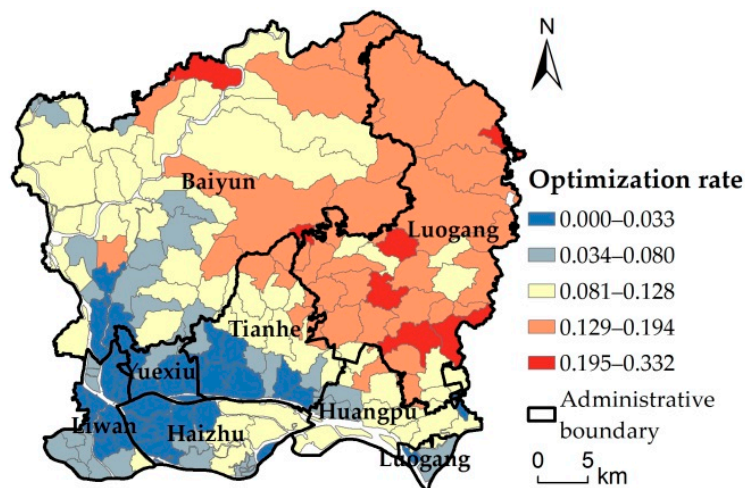 N
Optimization rate
0.000–0.033
0.034–0.080
0.081–0.128
0.129–0.194
0.195–0.332
Administrative
boundary
0 5
km
Baiyun
Luogang
Tianhe
Yuexiu
Huangpu
Liwan
Haizhu
Luogang